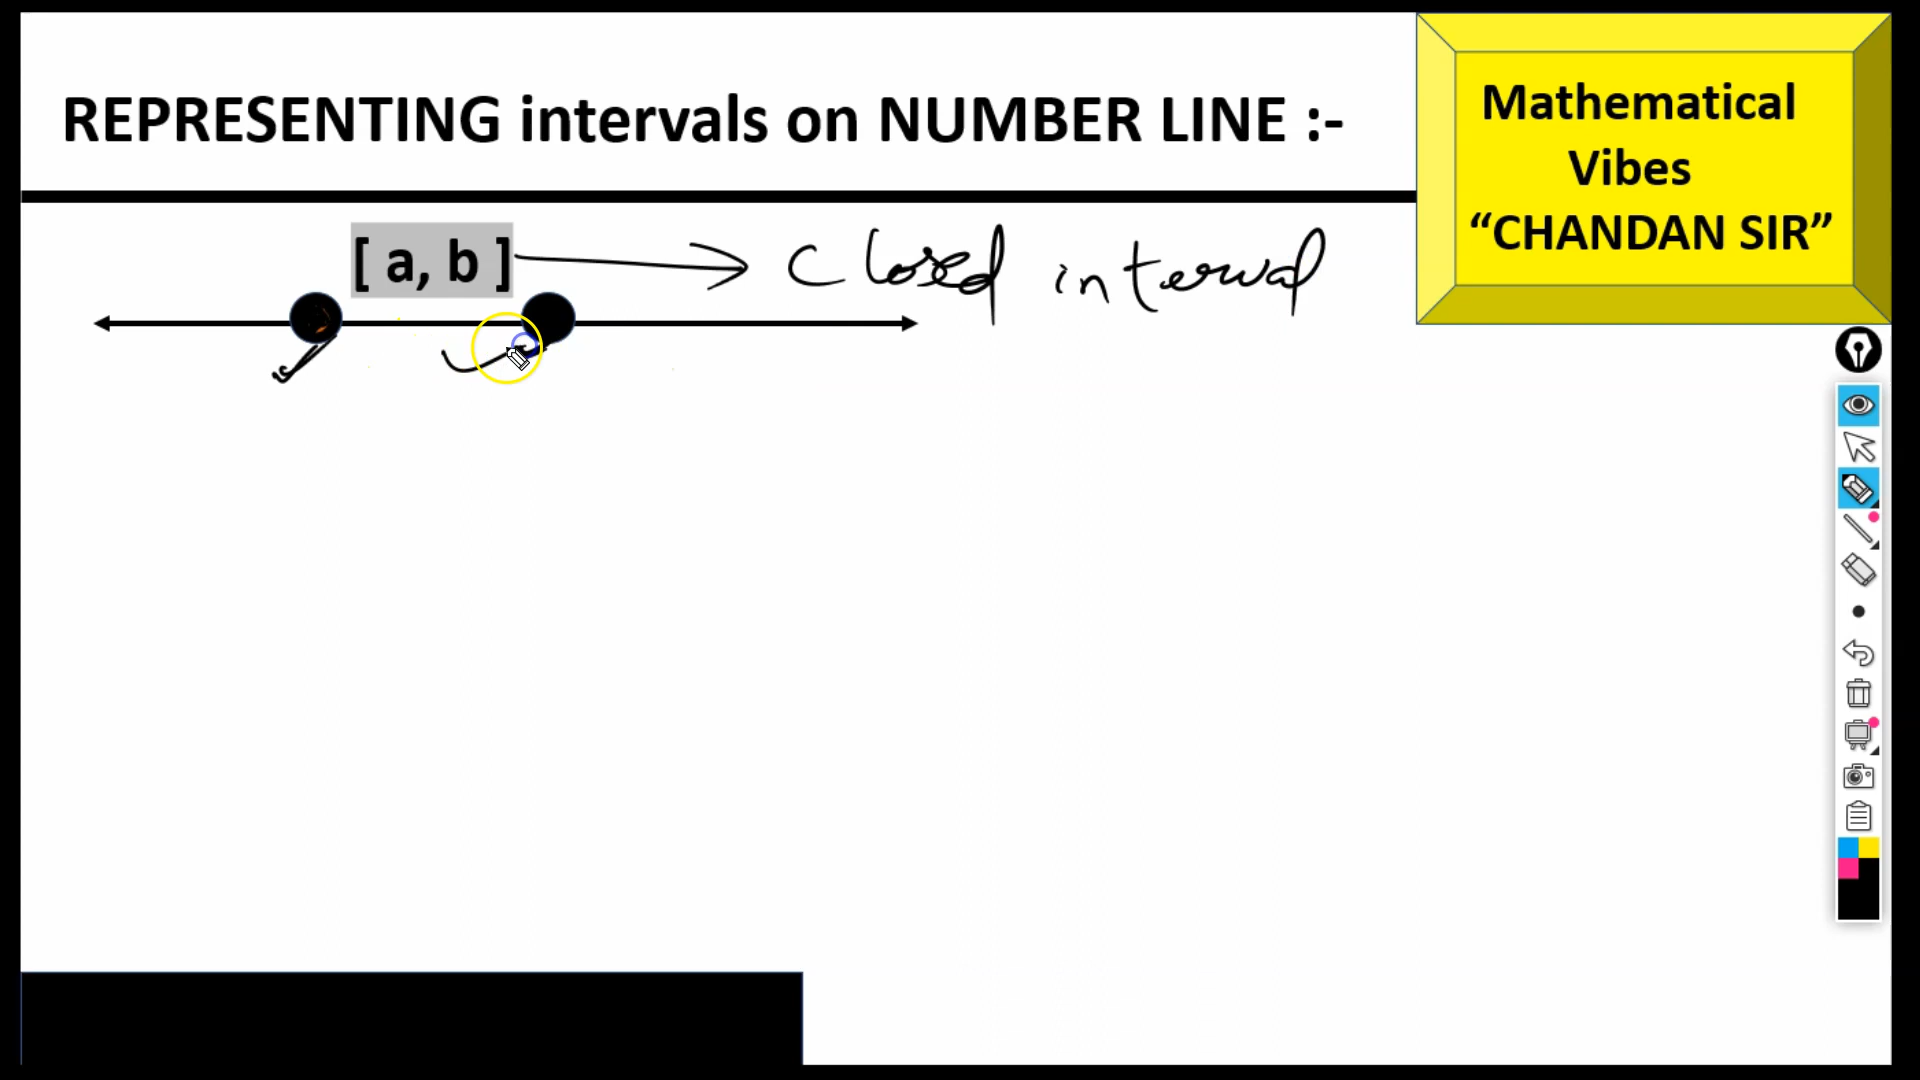 REPRESENTING intervals on NUMBER LINE :-
Mathematical
Vibes
“CHANDAN SIR”
[ a, b ] Closed interval